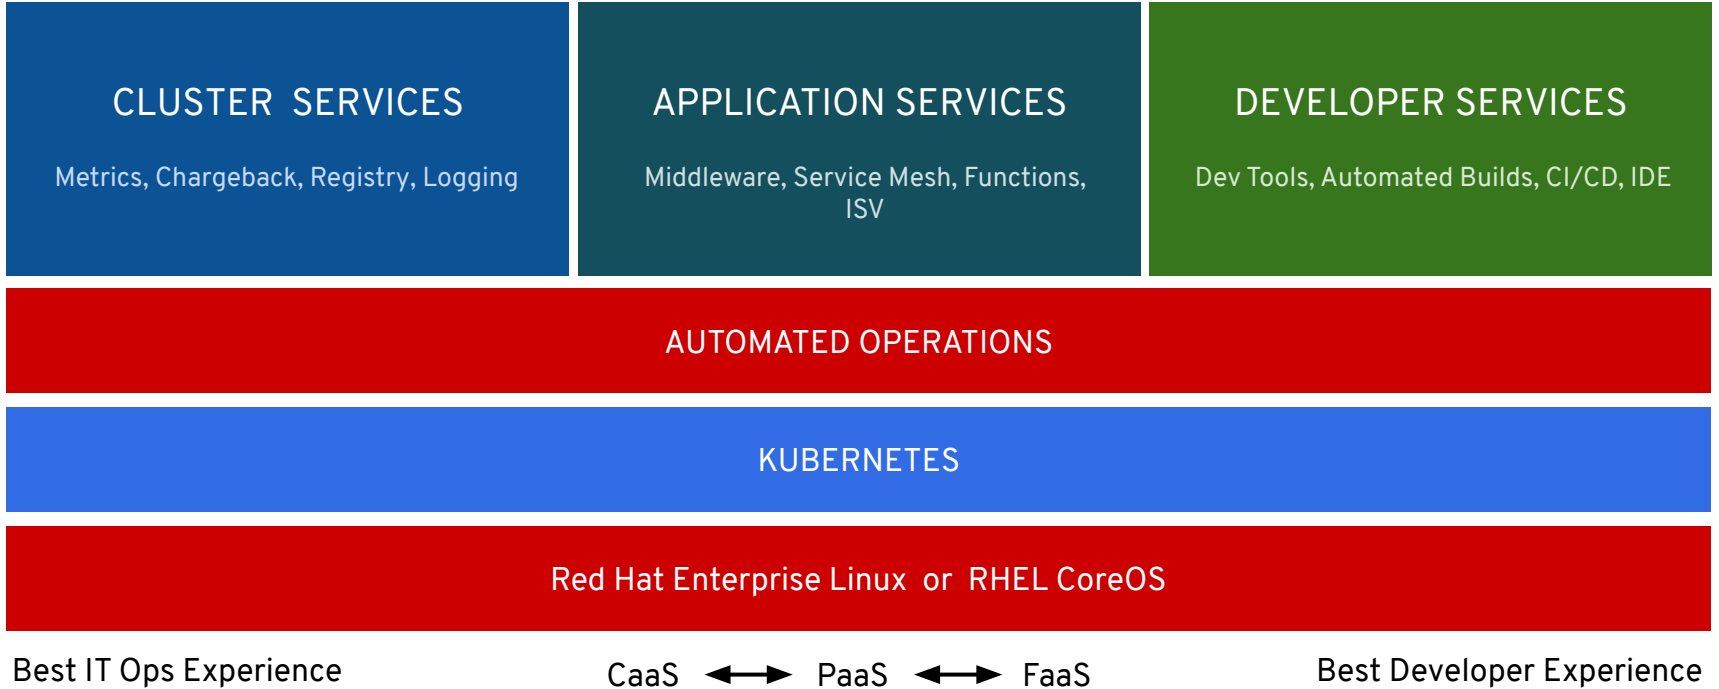 CLUSTER SERVICES
Metrics, Chargeback, Registry, Logging
APPLICATION SERVICES
Middleware, Service Mesh, Functions,
ISV
DEVELOPER SERVICES
Dev Tools, Automated Builds, CI/CD, IDE
AUTOMATED OPERATIONS
KUBERNETES
Red Hat Enterprise Linux or RHEL CoreOS
Best IT Ops Experience
CaaS PaaS FaaS
Best Developer Experience